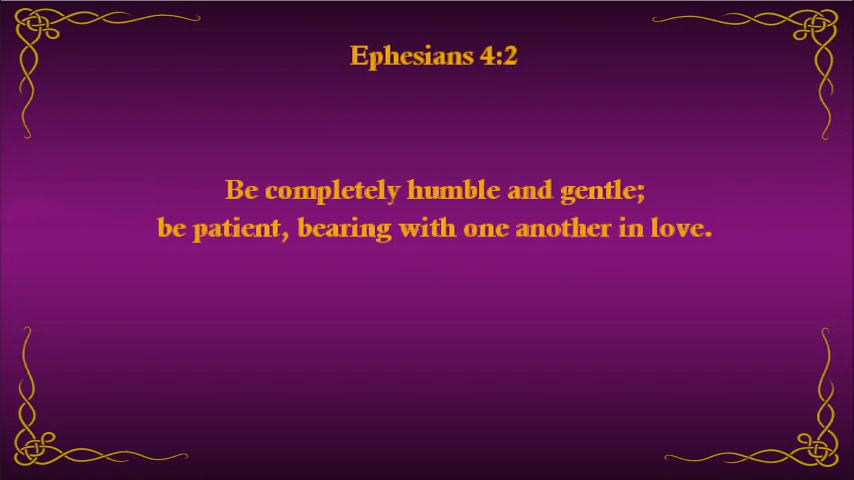 Ephesians 4:2
Be completely humble and gentle;
be patient, bearing with one another in love.